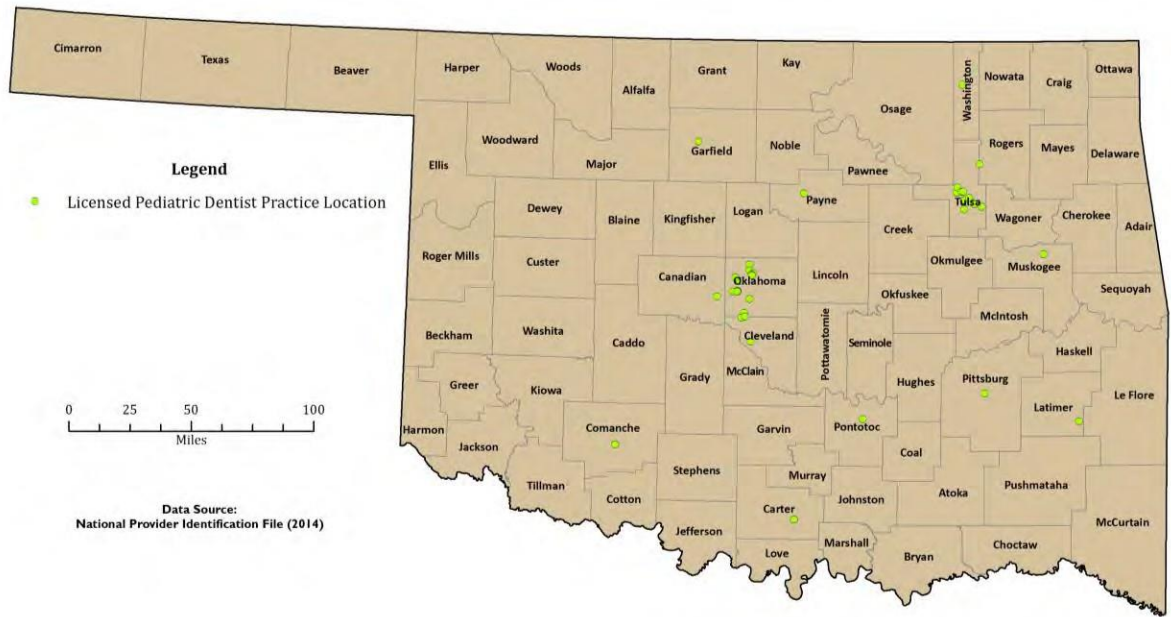 Cimarron
Texas
Beaver
Harper
Woods
Alfalfa
Grant
Kay
Osage
Washington
Nowata
Craig
Ottawa
Woodward
Ellis
Major
Garfield
Noble
Pawnee
Rogers
Mayes
Delaware
Legend
Licensed Pediatric Dentist Practice Location
Dewey
Blaine
Kingfisher
Logan
Payne
Creek
Tulsa
Wagoner
Cherokee
Adair
Roger Mills
Custer
Canadian
Oklahoma
Lincoln
Okmulgee
Muskogee
Okfuskee
Sequoyah
McIntosh
Beckham
Washita
Caddo
Cleveland
Pottawatomie
Seminole
Haskell
Greer
Kiowa
Grady
McClain
Hughes
Pittsburg
Latimer
Le Flore
0 25 50 100
Miles
Harmon
Jackson
Comanche
Garvin
Pontotoc
Coal
Stephens
Murray
Tillman
Cotton
Carter
Johnston
Atoka
Pushmataha
McCurtain
Jefferson
Love
Marshall
Bryan
Choctaw
Data Source:
National Provider Identification File (2014)